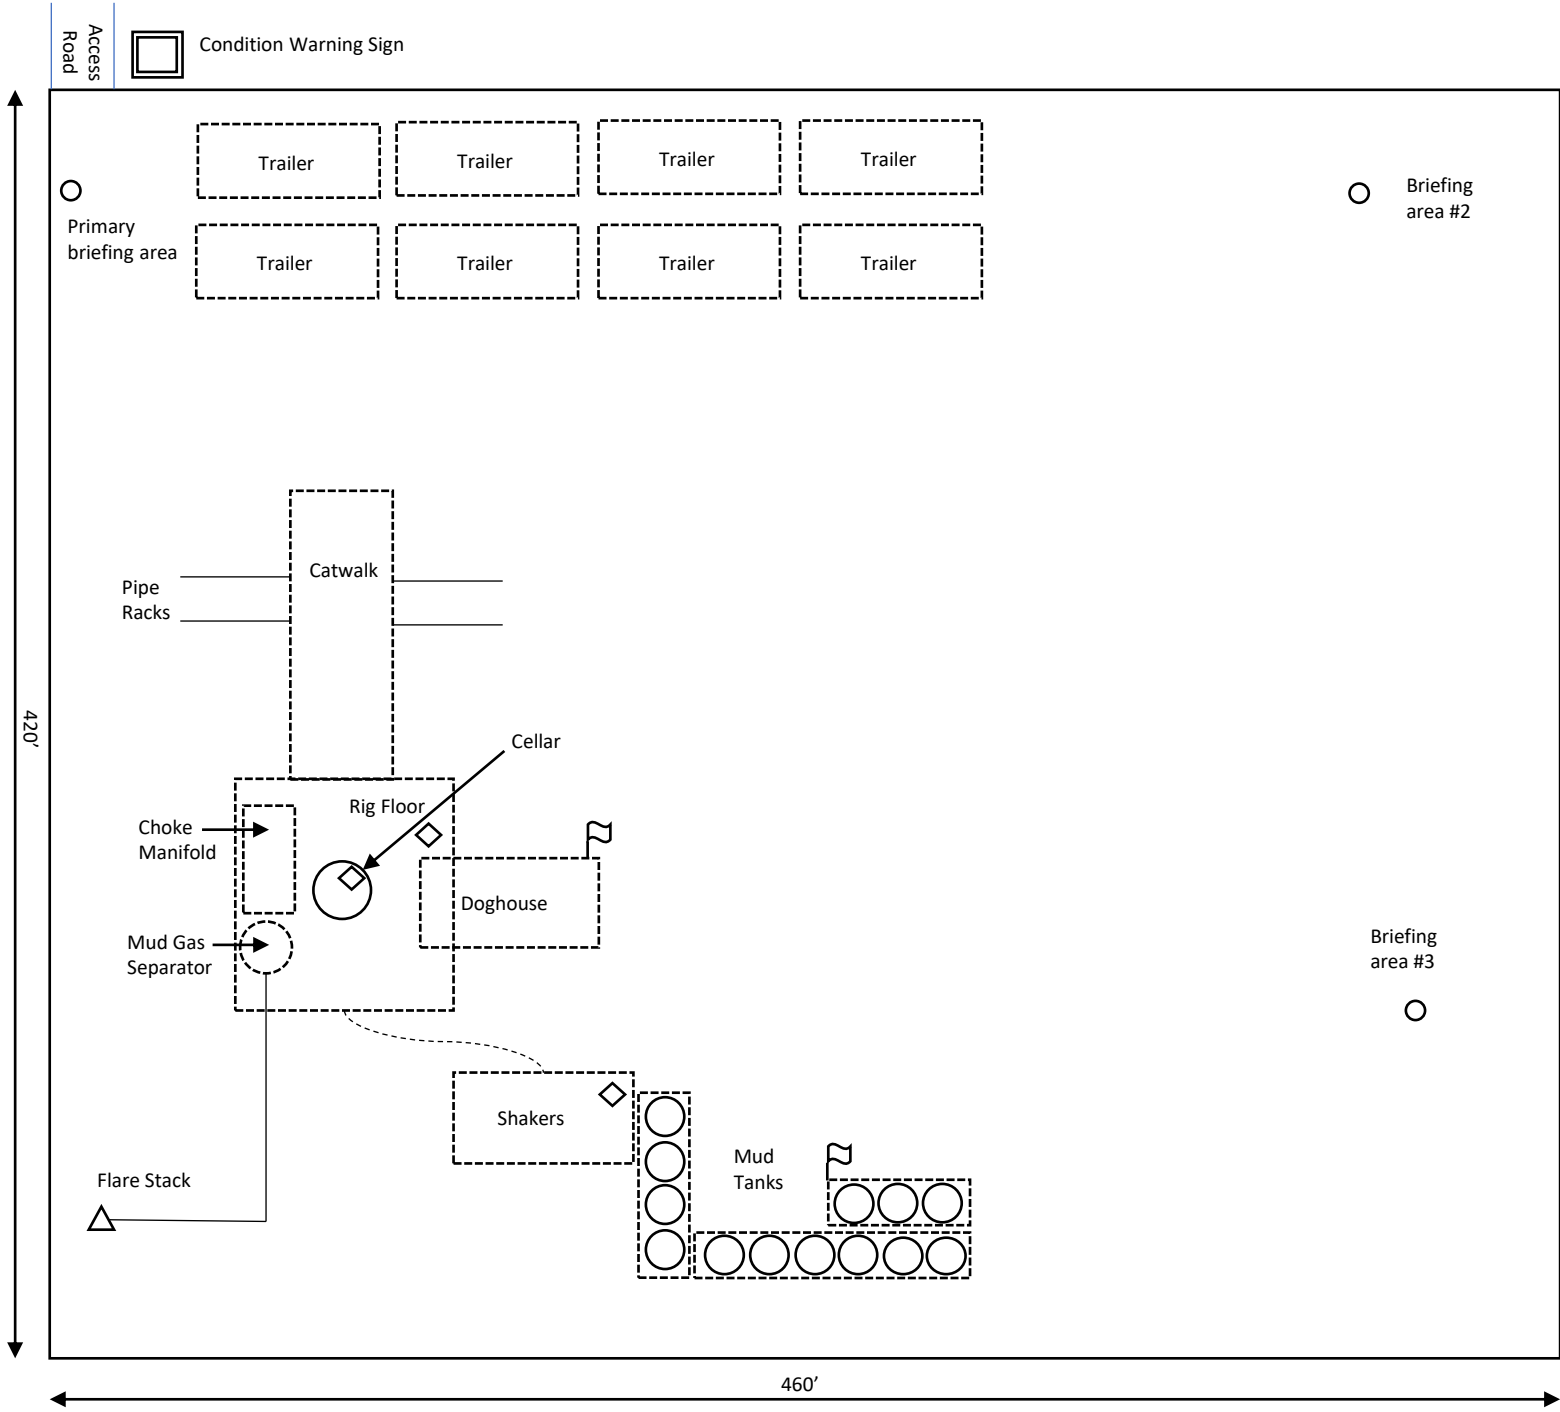 Access
Road
Condition Warning Sign
Trailer
Trailer
Trailer
Trailer
Primary
briefing area
Briefing
area #2
Trailer
Trailer
Trailer
Trailer
Catwalk
Pipe
Racks
420’
Cellar
Rig Floor
Choke
Manifold
Doghouse
Mud Gas
Separator
Briefing
area #3
Shakers
Mud
Tanks
Flare Stack
460’